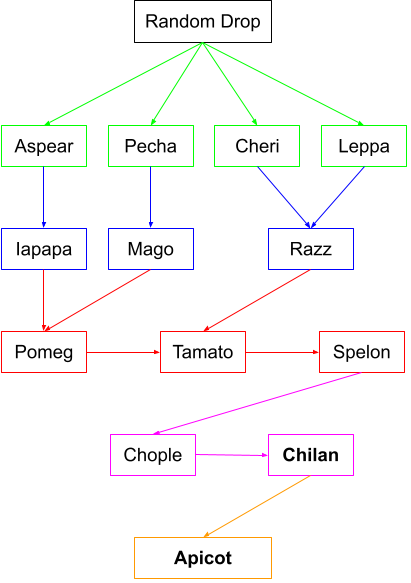 Random Drop
Aspear
Pecha
Cheri
Leppa
Iapapa
Mago
Razz
Pomeg
Tamato
Spelon
Chople
Chilan
Apicot